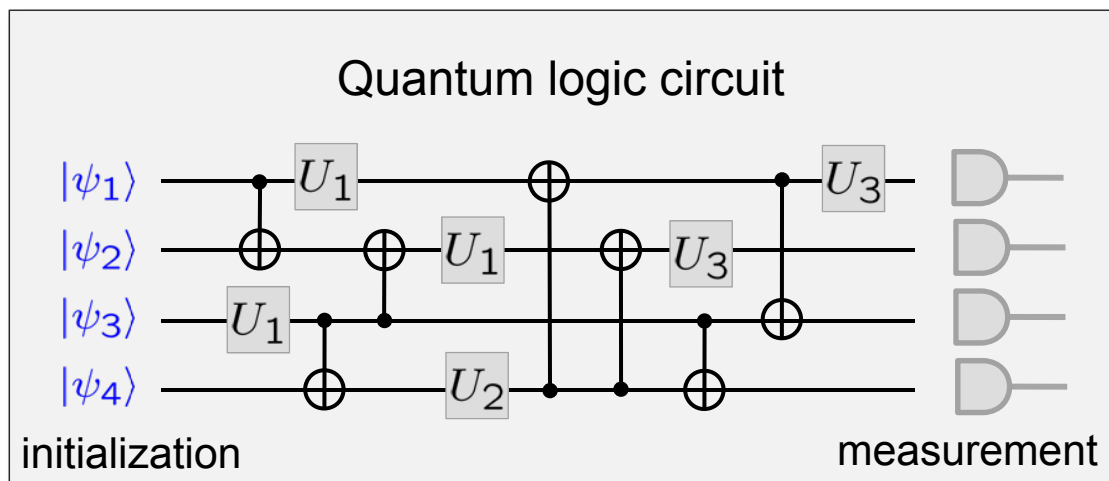 Quantum logic circuit
|ψ₁⟩ U₁ U₃
|ψ₂⟩ U₁ U₃
|ψ₃⟩ U₁
|ψ₄⟩ U₂
initialization measurement